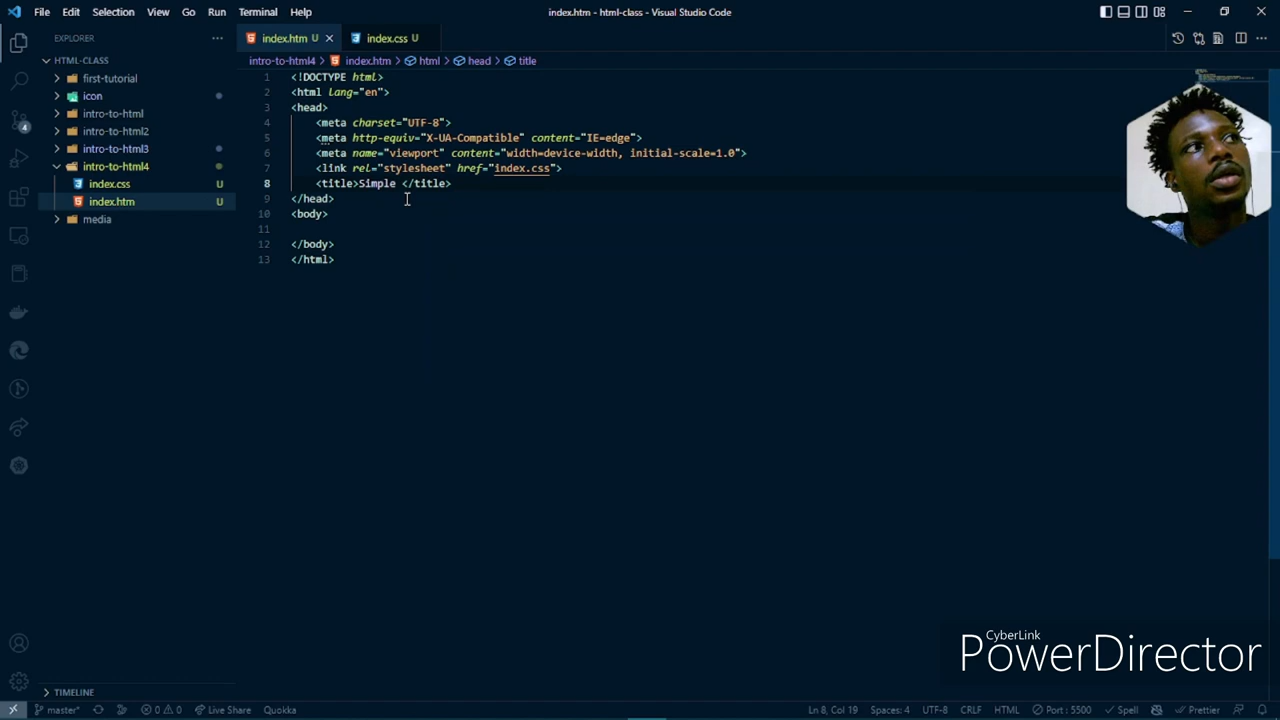 File Edit Selection View Go Run Terminal Help
index.htm - html-class - Visual Studio Code
EXPLORER
HTML-CLASS
first-tutorial
icon
intro-to-html
intro-to-html2
intro-to-html3
intro-to-html4
index.css U
index.htm U
media
TIMELINE
4
index.htm U
index.css U
intro-to-html4 > index.htm > html > head > title
1 <!DOCTYPE html>
2 <html lang="en">
3 <head>
4 <meta charset="UTF-8">
5 <meta http-equiv="X-UA-Compatible" content="IE=edge">
6 <meta name="viewport" content="width=device-width, initial-scale=1.0">
7 <link rel="stylesheet" href="index.css">
8 <title>Simple </title>
9 </head>
10 <body>
11
12 </body>
13 </html>
CyberLink
PowerDirector
master* 0 0 Live Share Quokka
Ln 8, Col 19 Spaces: 4 UTF-8 CRLF HTML Port : 5500 Spell Prettier